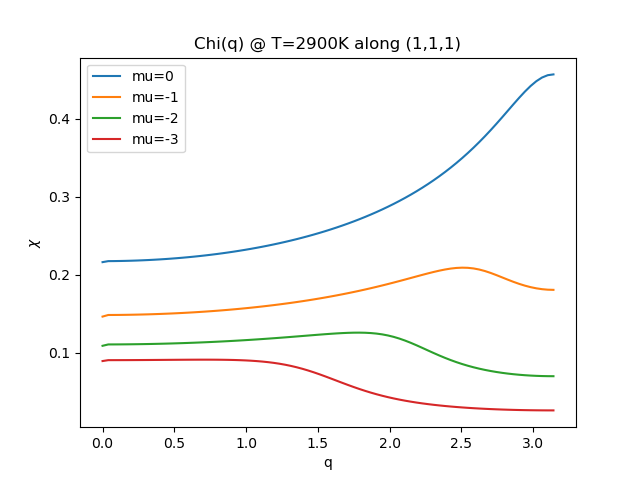 Chi(q) @ T=2900K along (1,1,1)
mu=0
mu=-1
mu=-2
mu=-3
χ
0.4
0.3
0.2
0.1
0.0 0.5 1.0 1.5 2.0 2.5 3.0
q